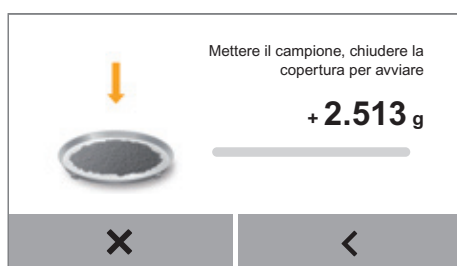 Mettere il campione, chiudere la
copertura per avviare
+ 2.513 g